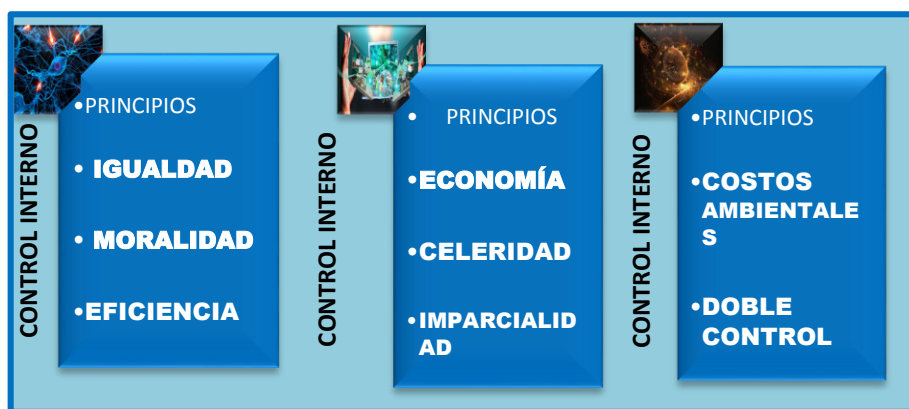 CONTROL INTERNO
•PRINCIPIOS
• IGUALDAD
• MORALIDAD
•EFICIENCIA
CONTROL INTERNO
• PRINCIPIOS
•ECONOMÍA
•CELERIDAD
•IMPARCIALID
AD
CONTROL INTERNO
•PRINCIPIOS
•COSTOS
AMBIENTALE
S
•DOBLE
CONTROL